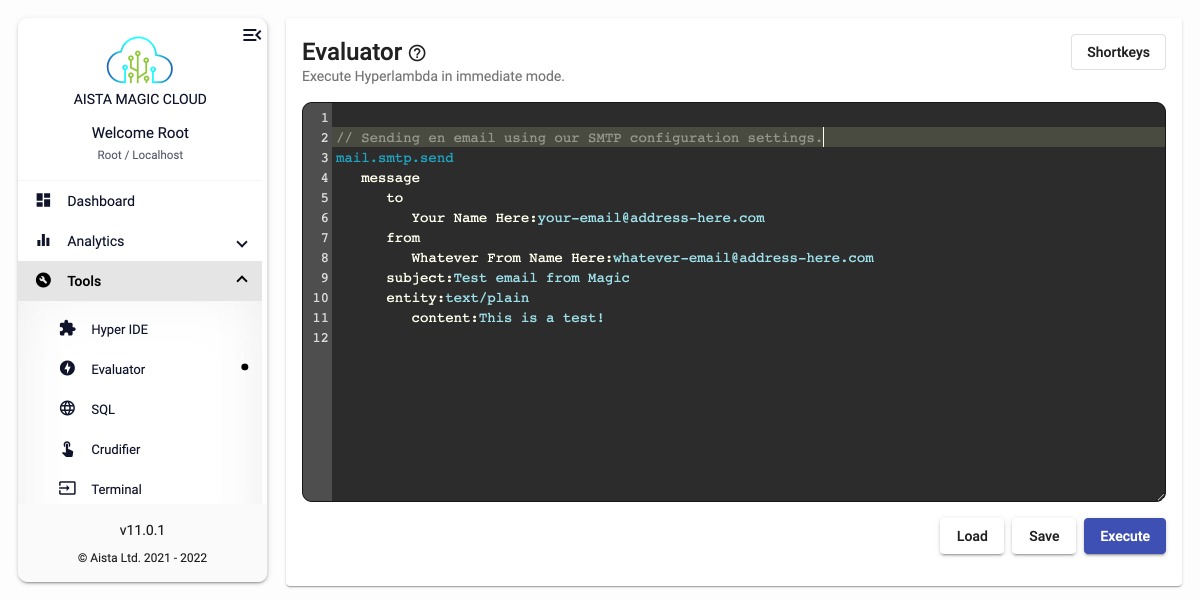 AISTA MAGIC CLOUD
Welcome Root
Root / Localhost
Dashboard
Analytics
Tools
Hyper IDE
Evaluator
SQL
Crudifier
Terminal
v11.0.1
© Aista Ltd. 2021 - 2022
Evaluator
Execute Hyperlambda in immediate mode.
Shortkeys
1
2 // Sending en email using our SMTP configuration settings.
3 mail.smtp.send
4 message
5 to
6 Your Name Here:your-email@address-here.com
7 from
8 Whatever From Name Here:whatever-email@address-here.com
9 subject:Test email from Magic
10 entity:text/plain
11 content:This is a test!
12
Load Save Execute